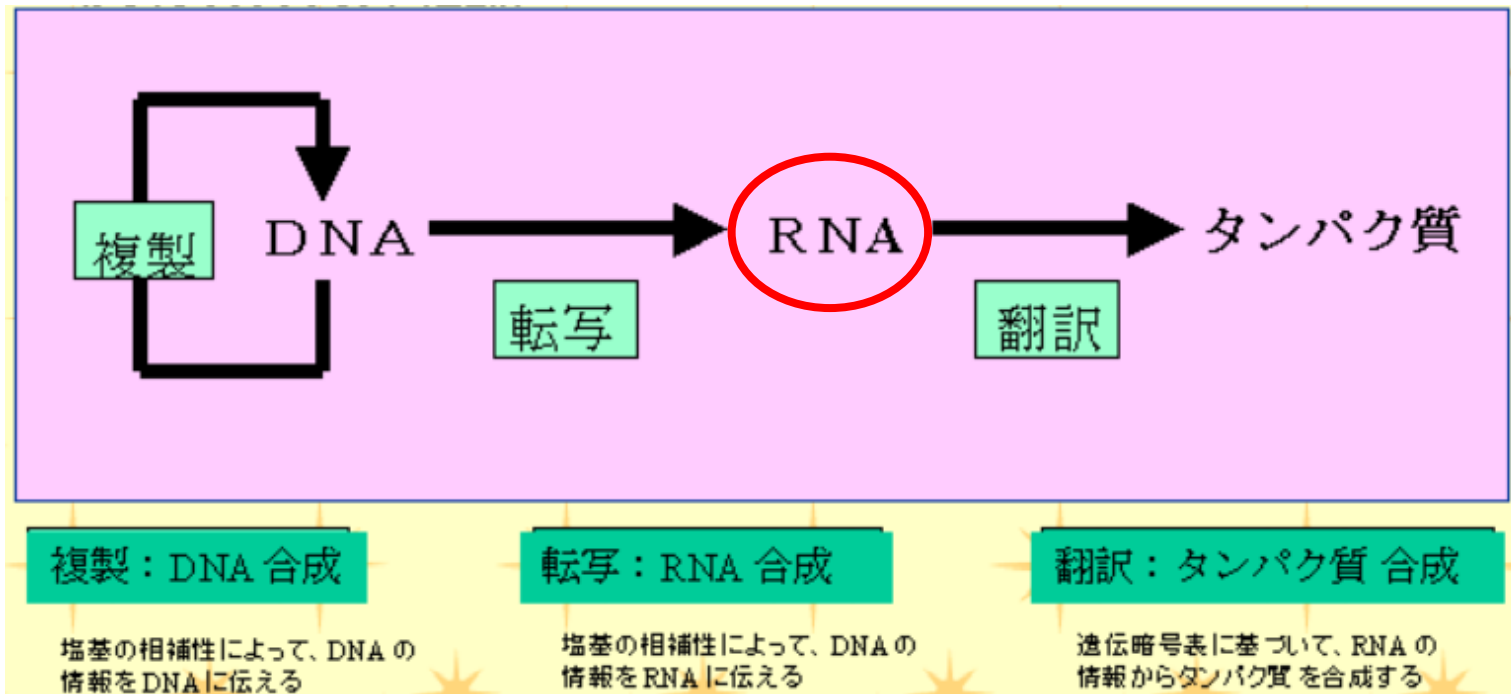 複製
DNA
RNA
タンパク質
転写
翻訳
複製：DNA 合成
転写：RNA 合成
翻訳：タンパク質 合成
塩基の相補性によって、DNA の
情報をDNAに伝える
塩基の相補性によって、DNA の
情報をRNAに伝える
遺伝暗号表に基づいて、RNA の
情報からタンパク質 を合成する